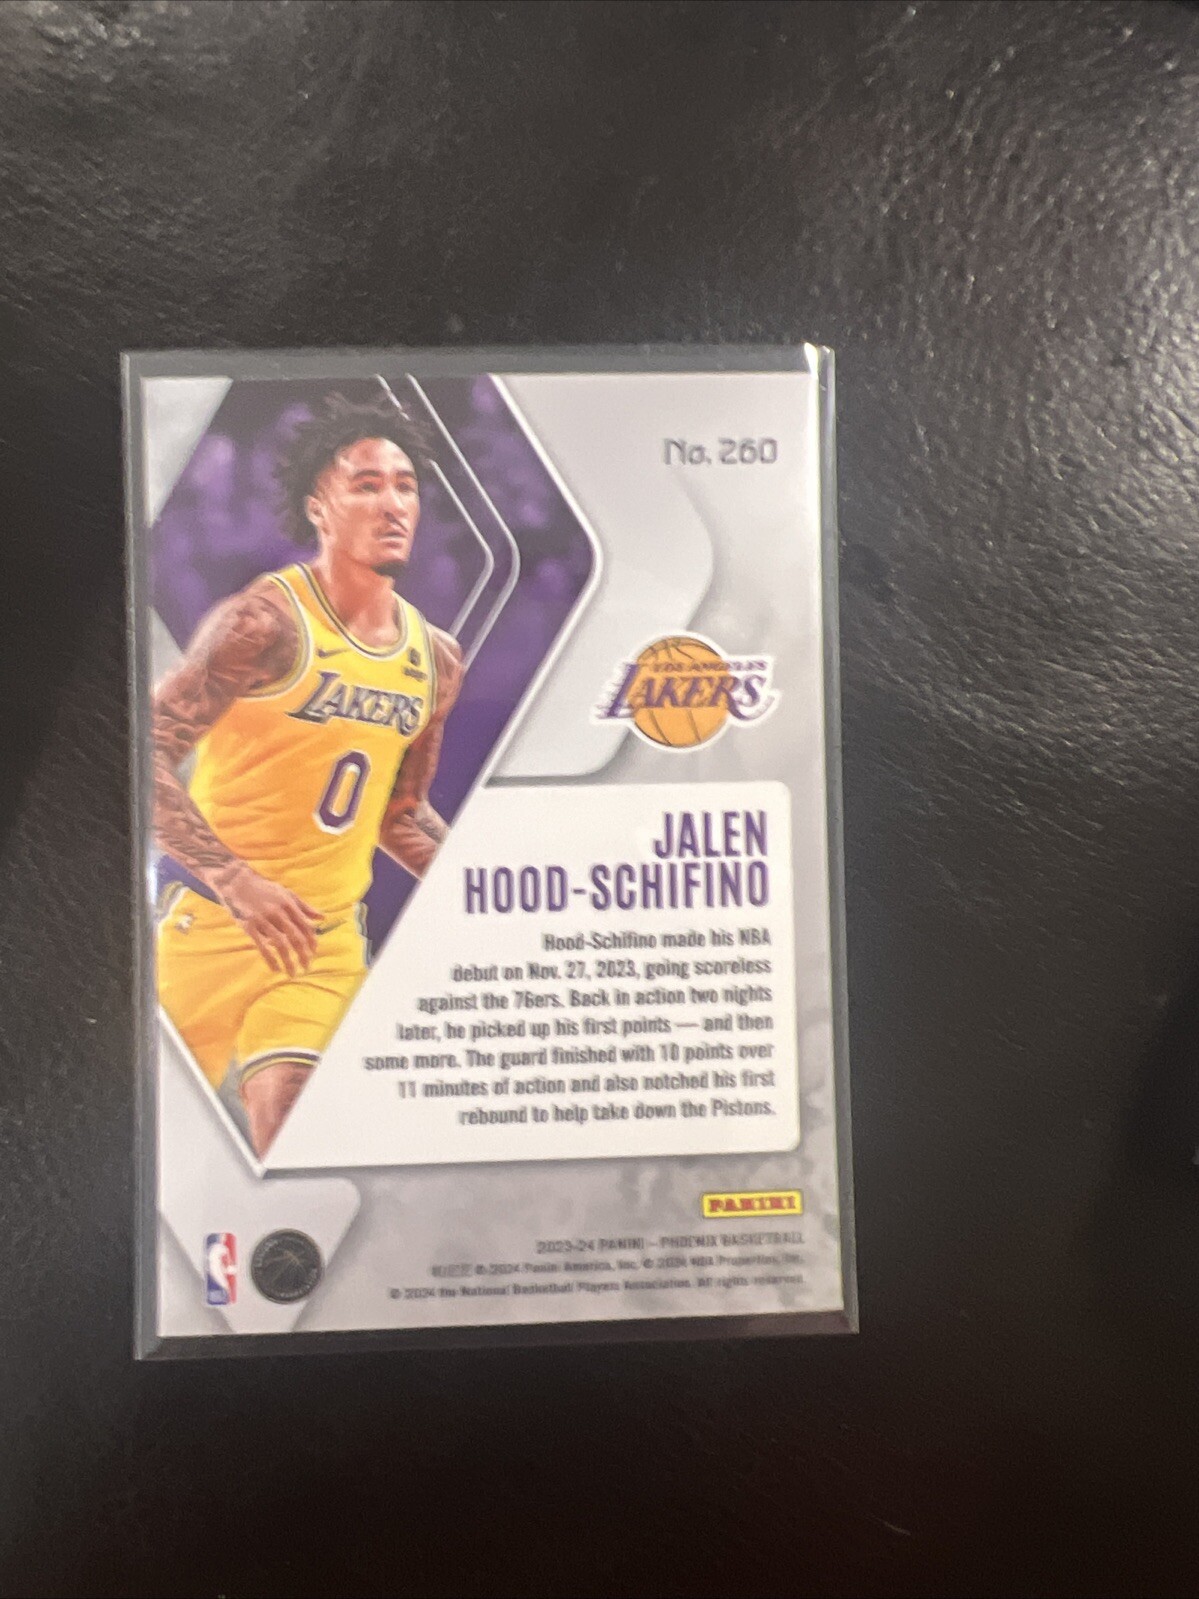 No. 260
LAKERS
0
LOS ANGELES
LAKERS
JALEN
HOOD-SCHIFINO
Hood-Schifino made his NBA
debut on Nov. 27, 2023, going scoreless
against the 76ers. Back in action two nights
later, he picked up his first points — and then
some more. The guard finished with 10 points over
11 minutes of action and also notched his first
rebound to help take down the Pistons.
PANINI
2023-24 PANINI – PHOENIX BASKETBALL
© 2024 Panini America, Inc. © 2024 NBA Properties, Inc.
© 2024 the National Basketball Players Association. All rights reserved.